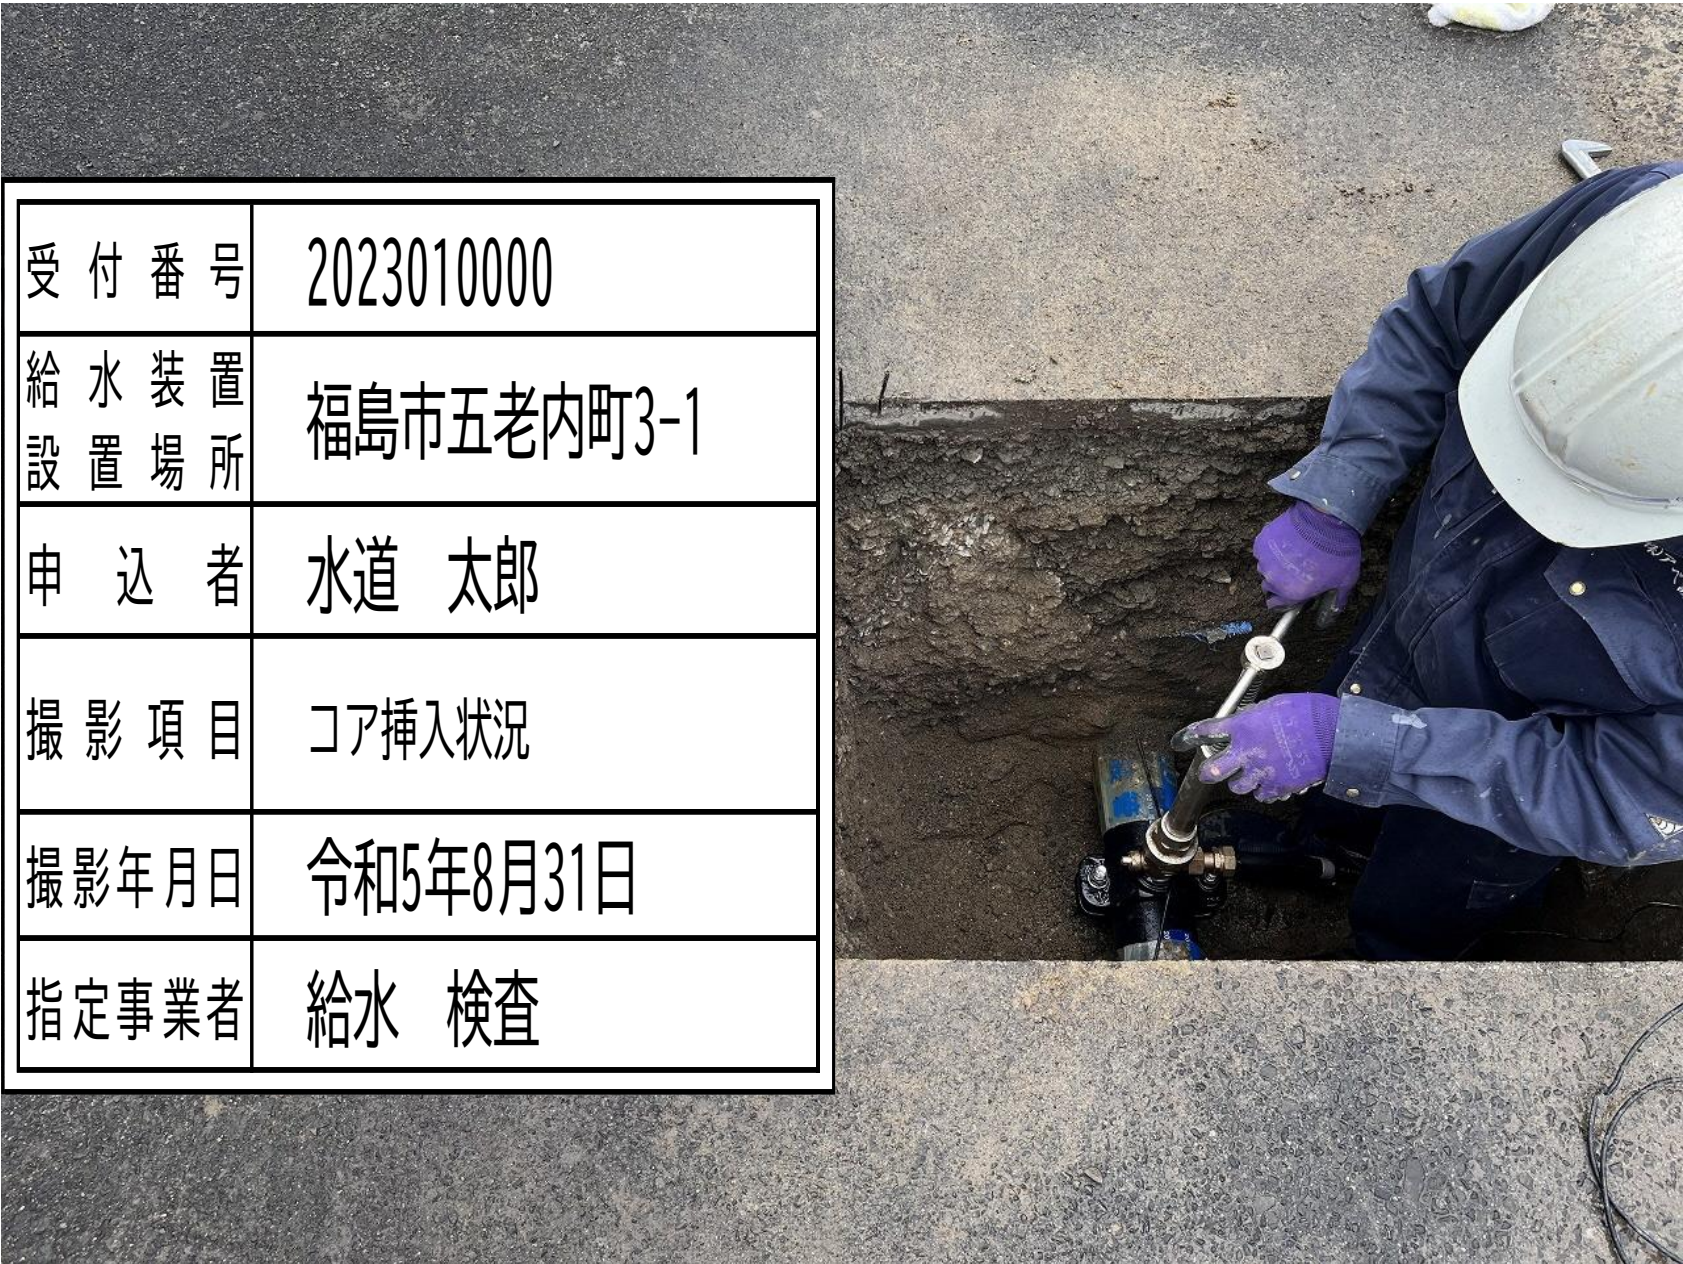 受付番号 2023010000
給水装置
設置場所 福島市五老内町3-1
申込者 水道 太郎
撮影項目 コア挿入状況
撮影年月日 令和5年8月31日
指定事業者 給水 検査